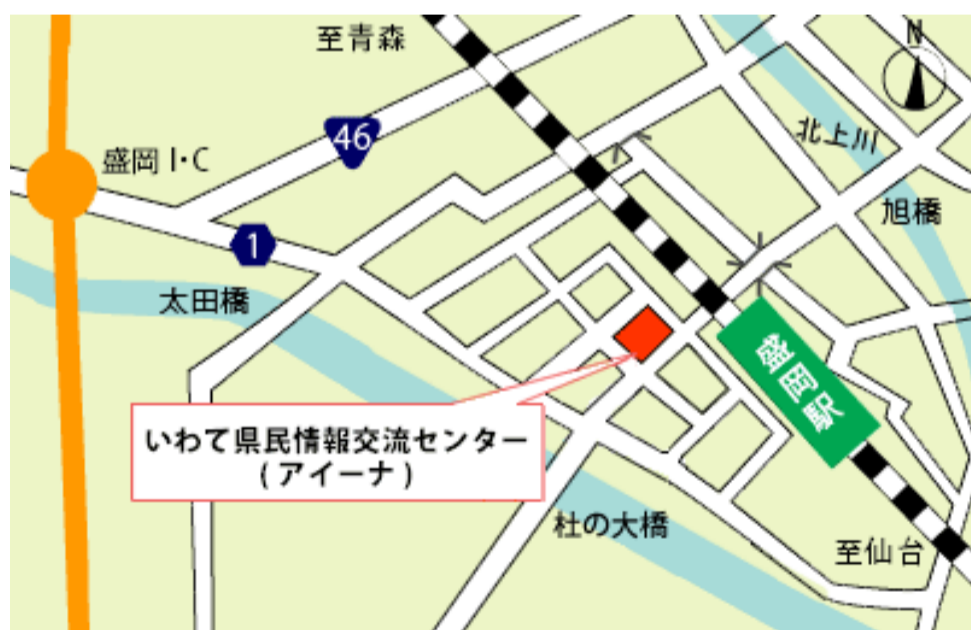 至青森
N
46
盛岡 I・C
北上川
旭橋
1
太田橋
盛岡駅
いわて県民情報交流センター
(アイーナ)
杜の大橋
至仙台